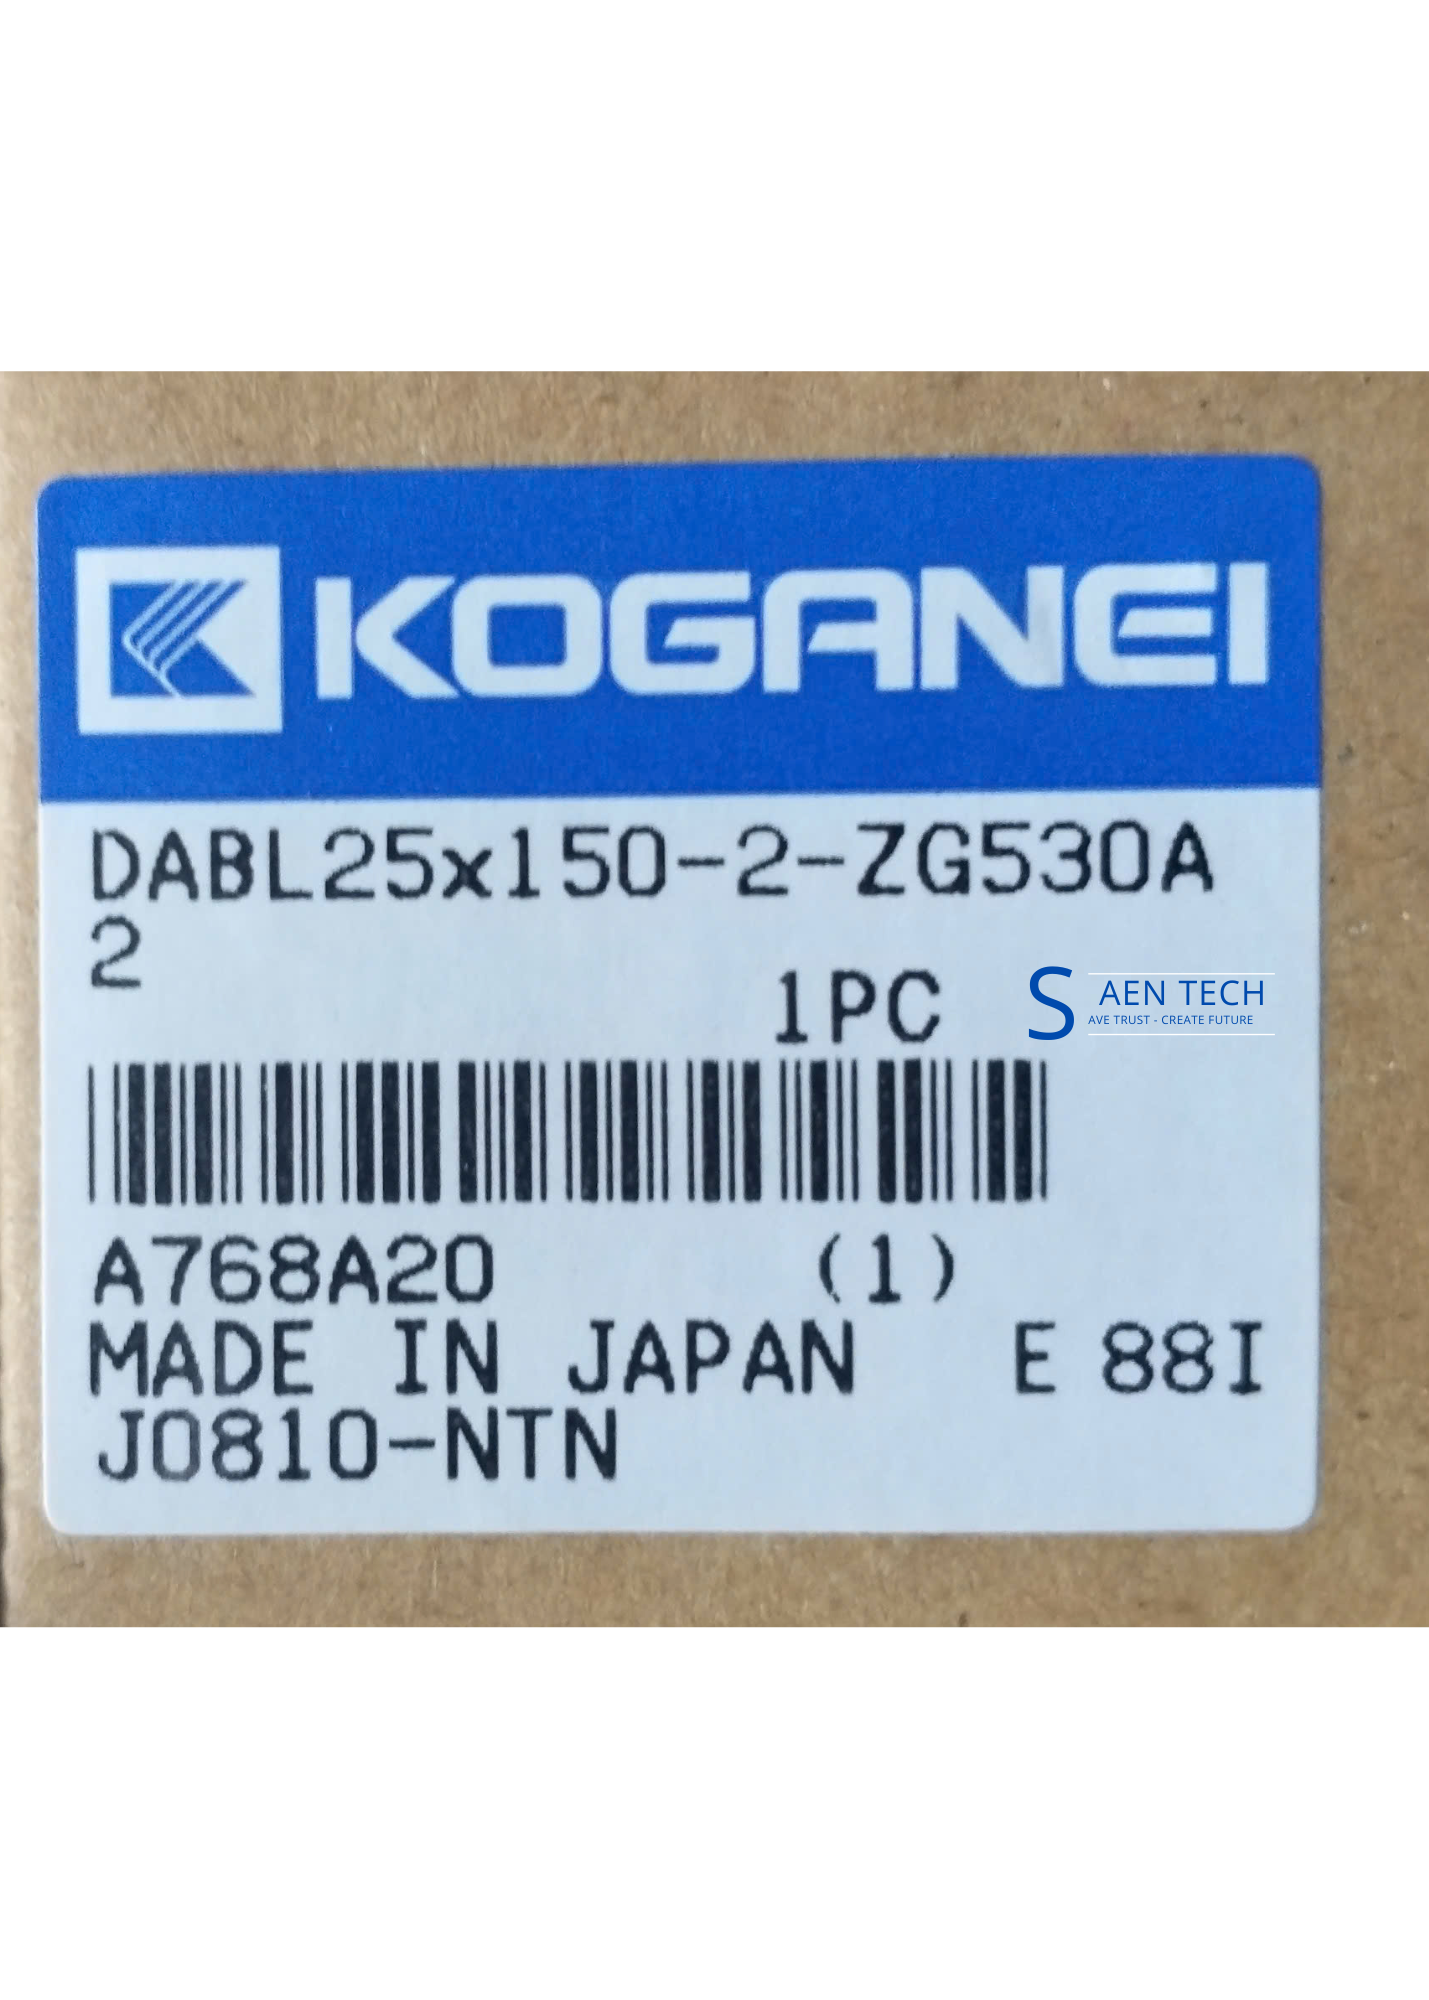 KOGANEI
DABL25x150-2-ZG530A
2
1PC
SAEN TECH
AVE TRUST - CREATE FUTURE
A768A20 (1)
MADE IN JAPAN E 88I
J0810-NTN